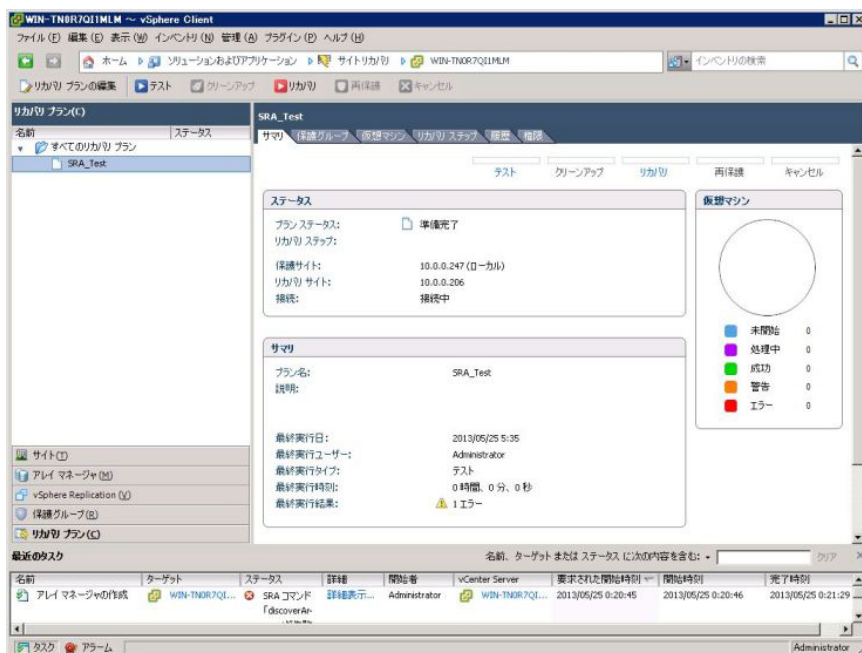 WIN-TN0R7QI1MLM ～ vSphere Client
ファイル(F) 編集(E) 表示(W) インベントリ(N) 管理(A) プラグイン(P) ヘルプ(H)
ホーム ソリューションおよびアプリケーション サイトリカバリ WIN-TN0R7QI1MLM インベントリの検索
リカバリ プランの編集 テスト クリーンアップ リカバリ 再保護 キャンセル
リカバリ プラン(C)
名前 ステータス
すべてのリカバリ プラン
SRA_Test
SRA_Test
サマリ 保護グループ 仮想マシン リカバリ ステップ 履歴 権限
テスト クリーンアップ リカバリ 再保護 キャンセル
ステータス
プラン ステータス: 準備完了
リカバリ ステップ:
保護サイト: 10.0.0.247 (ローカル)
リカバリ サイト: 10.0.0.206
接続: 接続中
サマリ
プラン名: SRA_Test
説明:
最終実行日: 2013/05/25 5:35
最終実行ユーザー: Administrator
最終実行タイプ: テスト
最終実行時刻: 0 時間、0 分、0 秒
最終実行結果: 1 エラー
仮想マシン
未開始 0
処理中 0
成功 0
警告 0
エラー 0
サイト(T)
アレイ マネージャ(M)
vSphere Replication (V)
保護グループ(R)
リカバリ プラン(C)
最近のタスク 名前、ターゲット または ステータス に次の内容を含む: クリア
名前 ターゲット ステータス 詳細 開始者 vCenter Server 要求された開始時刻 開始時刻 完了時刻
アレイ マネージャの作成 WIN-TN0R7QI... SRA コマンド 詳細表示... Administrator WIN-TN0R7QI... 2013/05/25 0:20:45 2013/05/25 0:20:46 2013/05/25 0:21:29
「discoverAr-
タスク アラーム Administrator